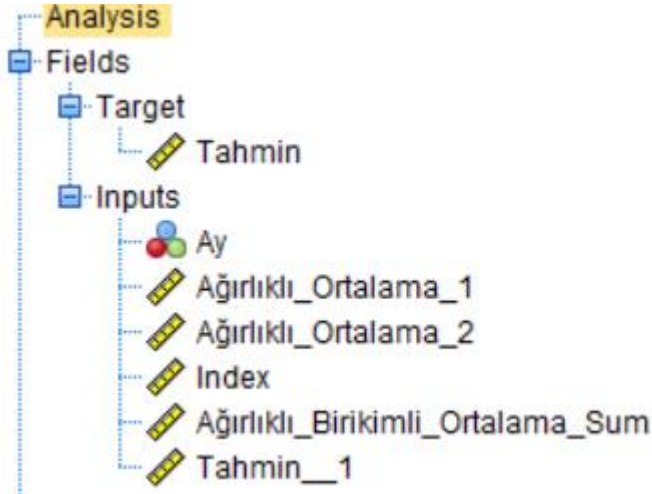 Analysis
Fields
Target
Tahmin
Inputs
Ay
Ağırlıklı_Ortalama_1
Ağırlıklı_Ortalama_2
Index
Ağırlıklı_Birikimli_Ortalama_Sum
Tahmin__1